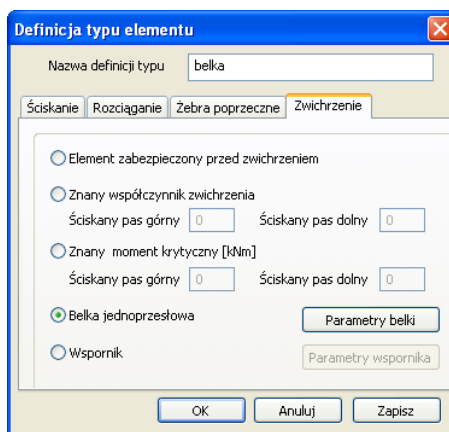 Definicja typu elementu
Nazwa definicji typu belka
Ściskanie Rozciąganie Żebra poprzeczne Zwichrzenie
Element zabezpieczony przed zwichrzeniem
Znany współczynnik zwichrzenia
Ściskany pas górny 0 Ściskany pas dolny 0
Znany moment krytyczny [kNm]
Ściskany pas górny 0 Ściskany pas dolny 0
Belka jednoprzesłowa Parametry belki
Wspornik Parametry wspornika
OK Anuluj Zapisz